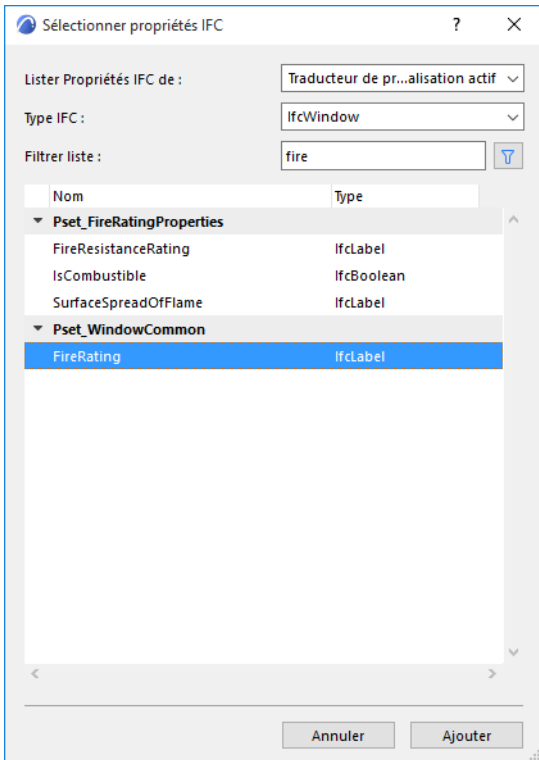 Sélectionner propriétés IFC ?
Lister Propriétés IFC de : Traducteur de pr...alisation actif
Type IFC : IfcWindow
Filtrer liste : fire
Nom Type
Pset_FireRatingProperties
FireResistanceRating IfcLabel
IsCombustible IfcBoolean
SurfaceSpreadOfFlame IfcLabel
Pset_WindowCommon
FireRating IfcLabel
Annuler Ajouter